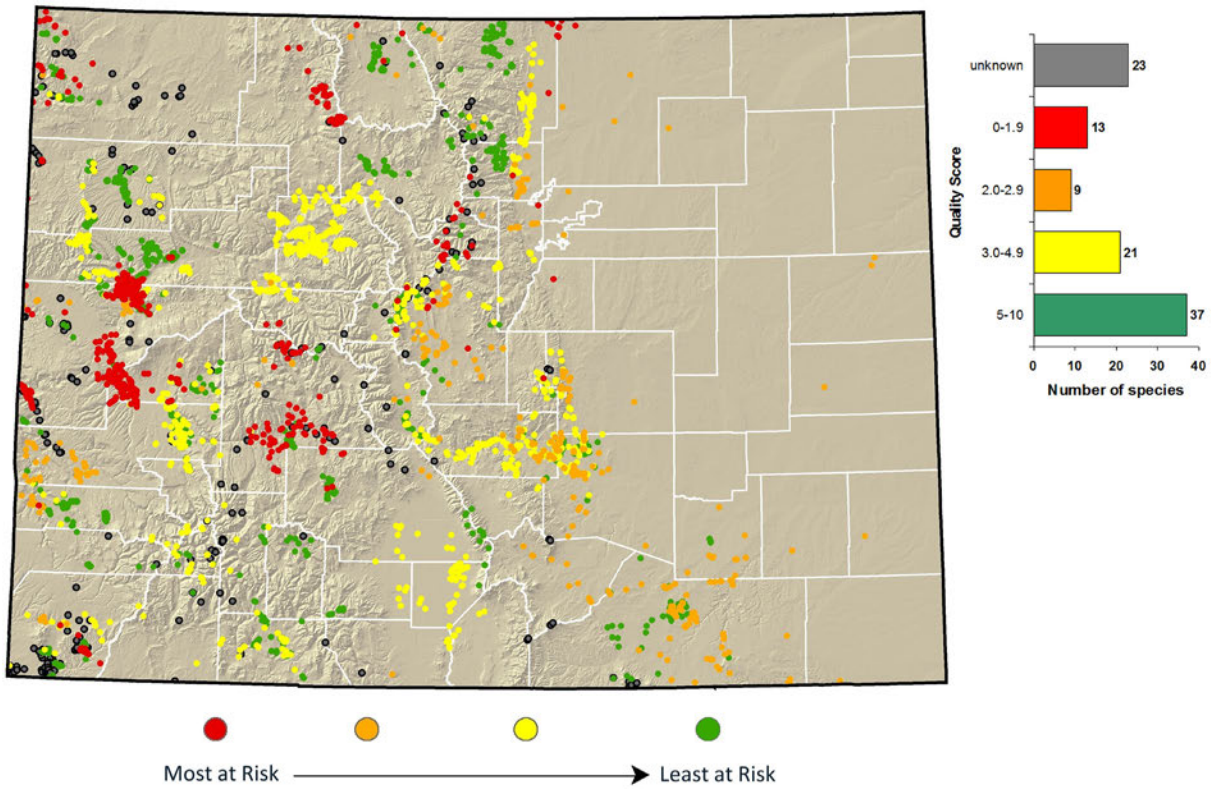 unknown
23
0-1.9
13
2.0-2.9
9
3.0-4.9
21
5-10
37
0 10 20 30 40
Number of species
Quality Score
Most at Risk
Least at Risk